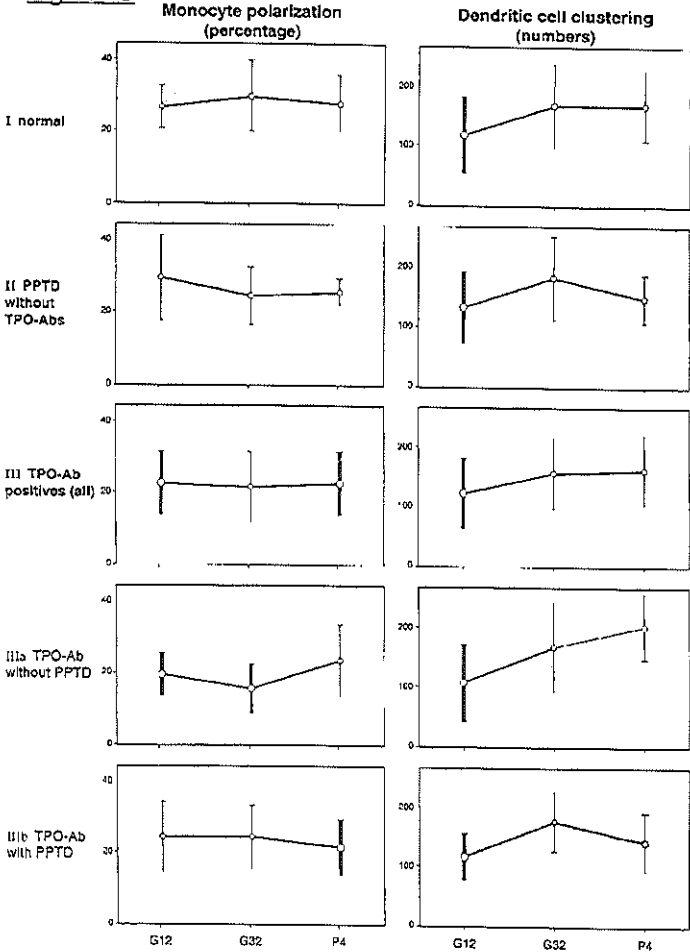 Monocyte polarization
(percentage)
Dendritic cell clustering
(numbers)
I normal
40
20
0
200
100
0
II PPTD
without
TPO-Abs
40
20
0
200
100
0
III TPO-Ab
positives (all)
40
20
0
200
100
0
IIIa TPO-Ab
without PPTD
40
20
0
200
100
0
IIIb TPO-Ab
with PPTD
40
20
0
200
100
0
G12
G32
P4
G12
G32
P4